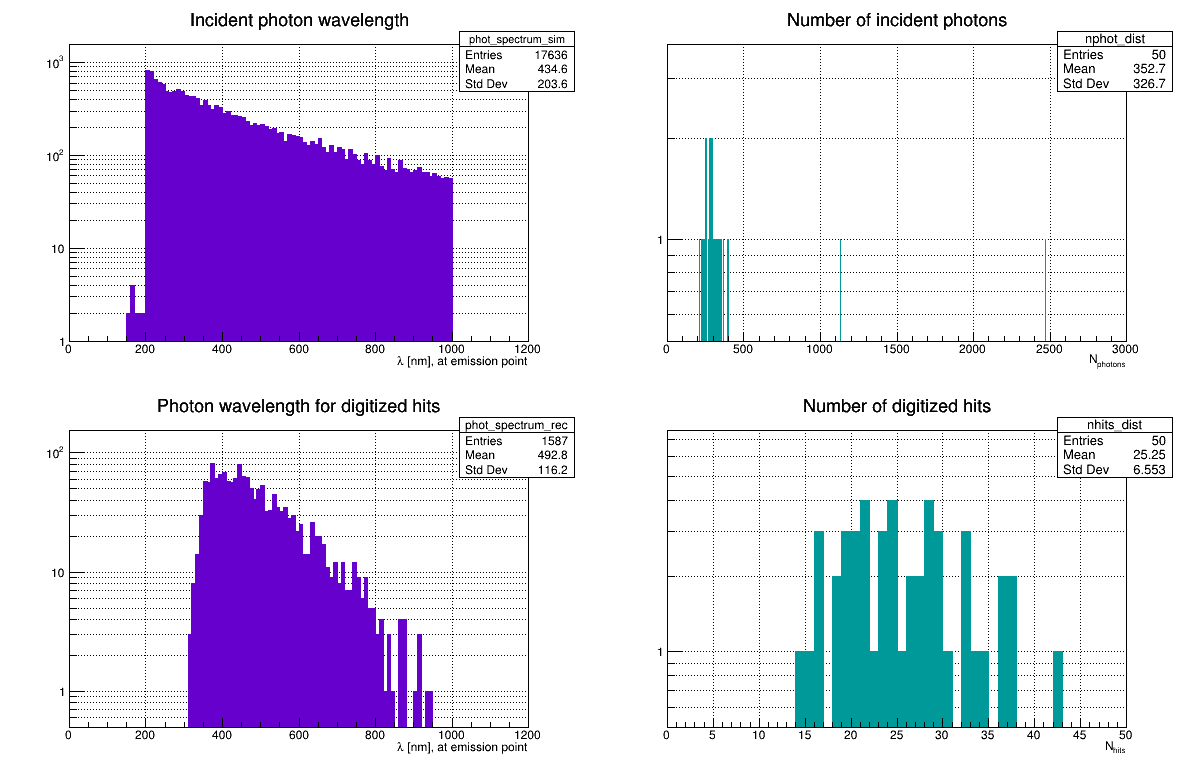 Incident photon wavelength
phot_spectrum_sim
Entries 17636
Mean 434.6
Std Dev 203.6
10³
10²
10
1
0 200 400 600 800 1000 1200
λ [nm], at emission point
Number of incident photons
nphot_dist
Entries 50
Mean 352.7
Std Dev 326.7
1
0 500 1000 1500 2000 2500 3000
Nphotons
Photon wavelength for digitized hits
phot_spectrum_rec
Entries 1587
Mean 492.8
Std Dev 116.2
10²
10
1
0 200 400 600 800 1000 1200
λ [nm], at emission point
Number of digitized hits
nhits_dist
Entries 50
Mean 25.25
Std Dev 6.553
1
0 5 10 15 20 25 30 35 40 45 50
Nhits